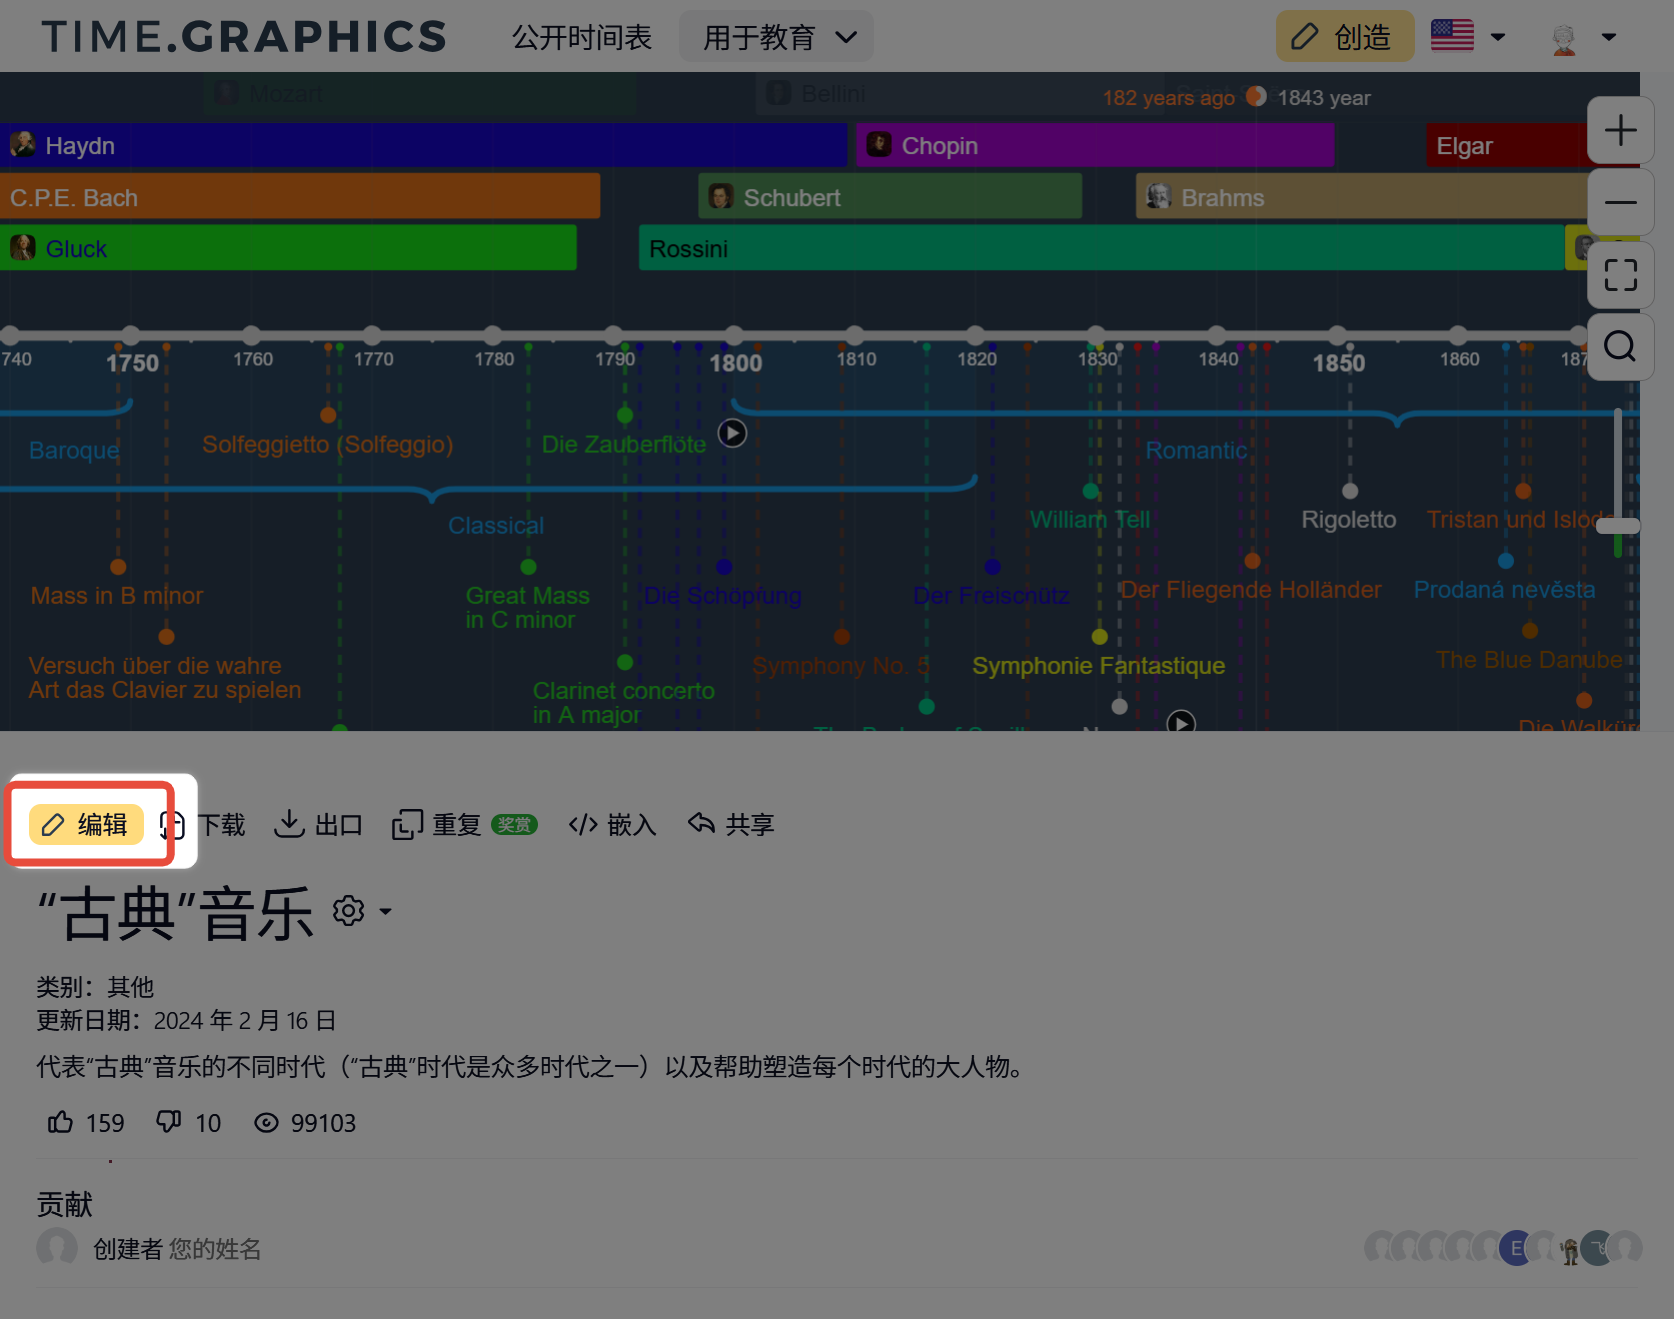 TIME.GRAPHICS
公开时间表
用于教育
创造
Mozart
Bellini
182 years ago
1843 year
Haydn
Chopin
Elgar
C.P.E. Bach
Schubert
Brahms
Gluck
Rossini
740
1750
1760
1770
1780
1790
1800
1810
1820
1830
1840
1850
1860
187
Baroque
Solfeggietto (Solfeggio)
Die Zauberflöte
Romantic
Classical
William Tell
Rigoletto
Tristan und Islode
Mass in B minor
Great Mass
in C minor
Die Schöpfung
Der Freischütz
Der Fliegende Holländer
Prodaná nevěsta
Versuch über die wahre
Art das Clavier zu spielen
Clarinet concerto
in A major
Symphony No. 5
Symphonie Fantastique
The Blue Danube
Die Walküre
编辑
下载
出口
重复
奖赏
嵌入
共享
“古典”音乐
类别：其他
更新日期：2024 年 2 月 16 日
代表“古典”音乐的不同时代（“古典”时代是众多时代之一）以及帮助塑造每个时代的大人物。
159
10
99103
贡献
创建者 您的姓名
E